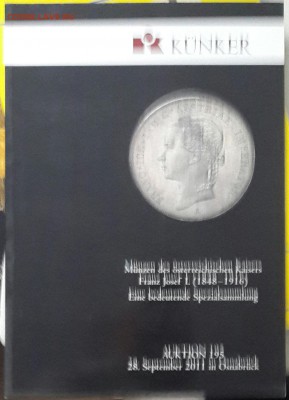 KÜNKER
Münzen des österreichischen Kaisers
Franz Josef I. (1848–1916)
Eine bedeutende Spezialsammlung
AUKTION 193
28. September 2011 in Osnabrück